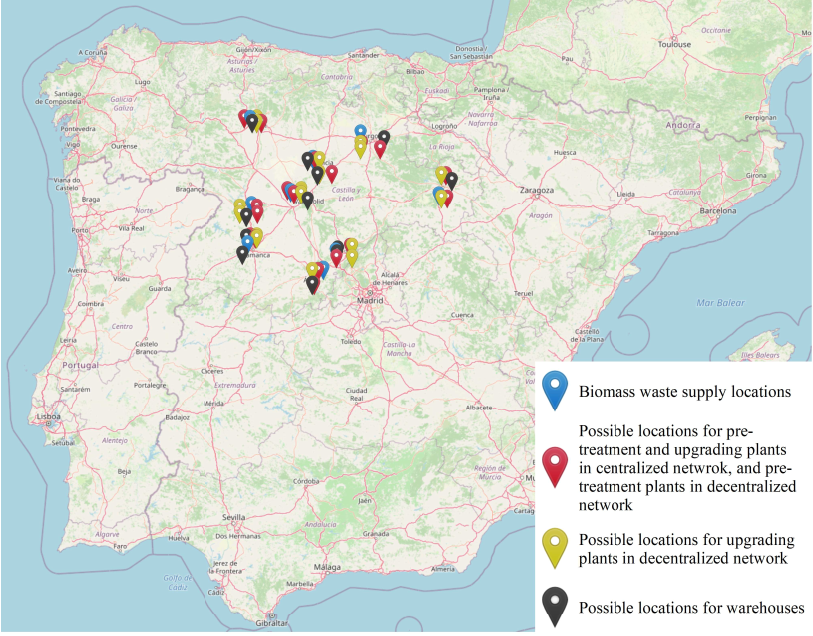 Occitanie
Toulouse
A Coruña
Gijón/Xixón
Santander
Donostia /
San Sebastián
Asturias /
Asturies
Bilbao
Pau
Cantabria
Lugo
Euskadi
Pamplona /
Iruña
Santiago
de Compostela
Galicia /
Galiza
Perpignan
Andorra
Logroño
Navarra
Nafarroa
Pontevedra
Vigo
Ourense
La Rioja
Huesca
Girona
Viana do
Castelo
Bragança
Castilla y
León
Zaragoza
Lleida
Catalunya
Barcelona
Braga
Norte
Aragón
Porto
Vila Real
Tarragona
Aveiro
Viseu
Guarda
Alcalá
de Henares
Madrid
Teruel
Mar Balear
Coimbra
Cuenca
Centro
Castelló
de la Plana
Leiria
Castelo
Branco
Toledo
Castilla-La
Mancha
Illes Balears
Portugal
Cáceres
Santarém
Portalegre
Extremadura
Ciudad
Real
Mérida
Albacete
Lisboa
Badajoz
Setúbal
Alentejo
Beja
Región de
Murcia
Córdoba
Jaén
Sevilla
Andalucía
Algarve
Huelva
Dos Hermanas
Granada
Faro
Jerez de
la Frontera
Málaga
Almería
Golfo de
Cádiz
Cádiz
Marbella
Gibraltar
Biomass waste supply locations
Possible locations for pre-
treatment and upgrading plants
in centralized netwrok, and pre-
treatment plants in decentralized
network
Possible locations for upgrading
plants in decentralized network
Possible locations for warehouses